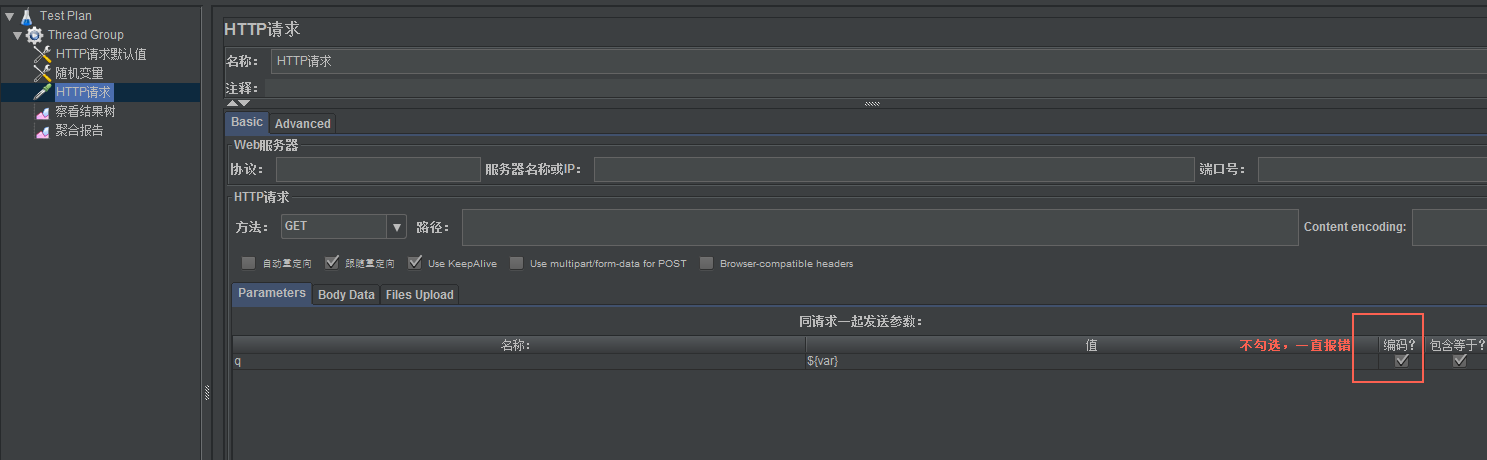 Test Plan
Thread Group
HTTP请求默认值
随机变量
HTTP请求
察看结果树
聚合报告
HTTP请求
名称： HTTP请求
注释：
Basic Advanced
Web服务器
协议： 服务器名称或IP： 端口号：
HTTP请求
方法： GET 路径： Content encoding:
自动重定向 跟随重定向 Use KeepAlive Use multipart/form-data for POST Browser-compatible headers
Parameters Body Data Files Upload
同请求一起发送参数：
名称: 值 不勾选，一直报错 编码? 包含等于?
q ${var}